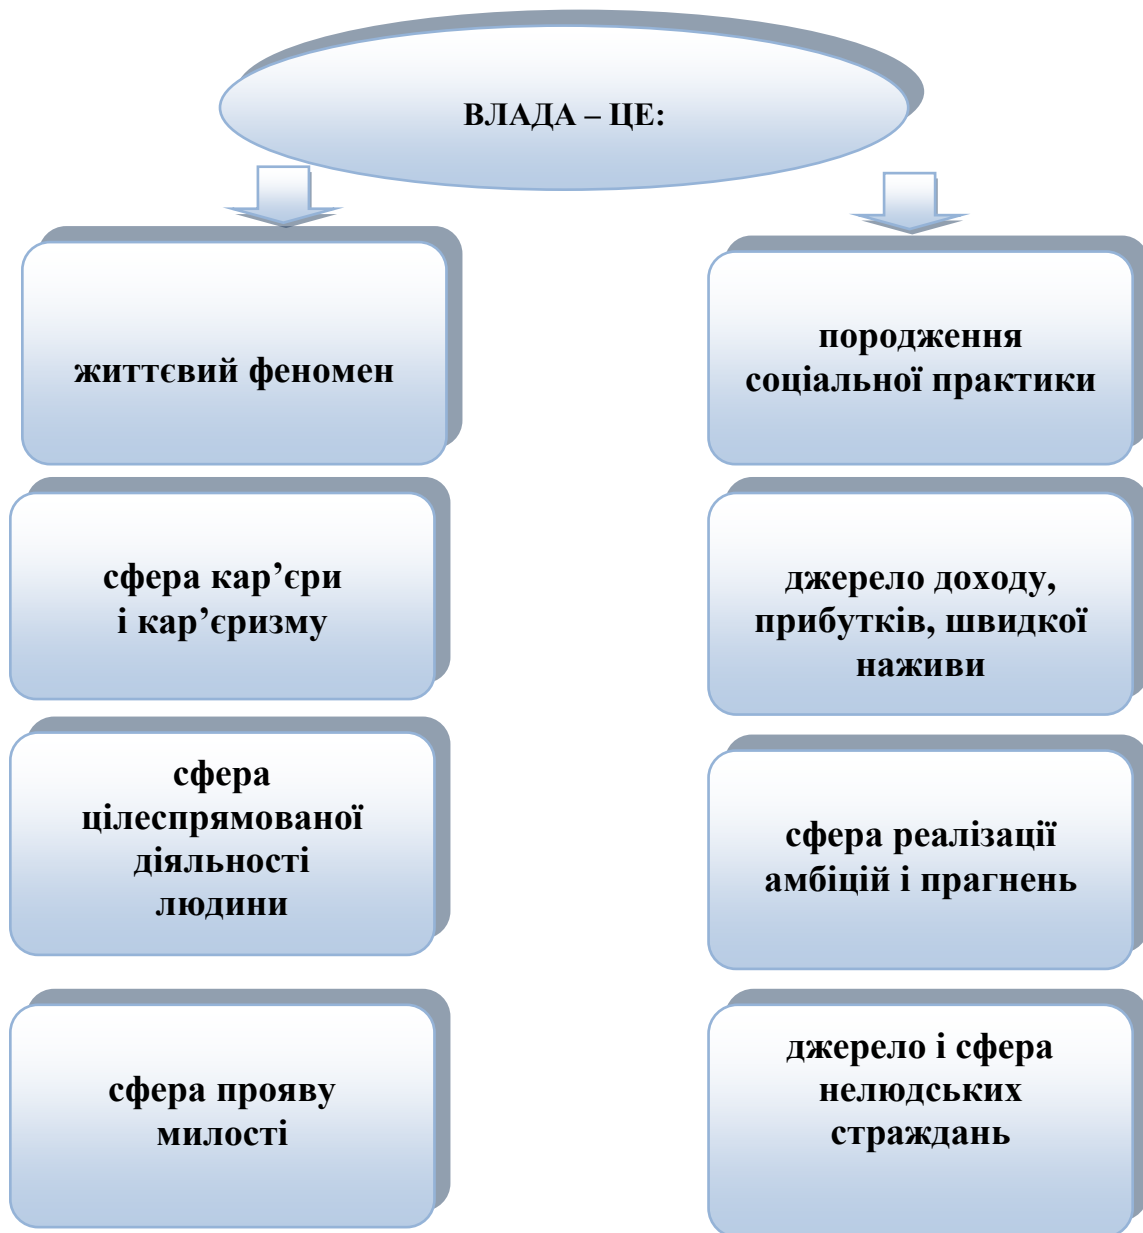 ВЛАДА – ЦЕ:
життєвий феномен
породження
соціальної практики
сфера кар’єри
і кар’єризму
джерело доходу,
прибутків, швидкої
наживи
сфера
цілеспрямованої
діяльності
людини
сфера реалізації
амбіцій і прагнень
сфера прояву
милості
джерело і сфера
нелюдських
страждань